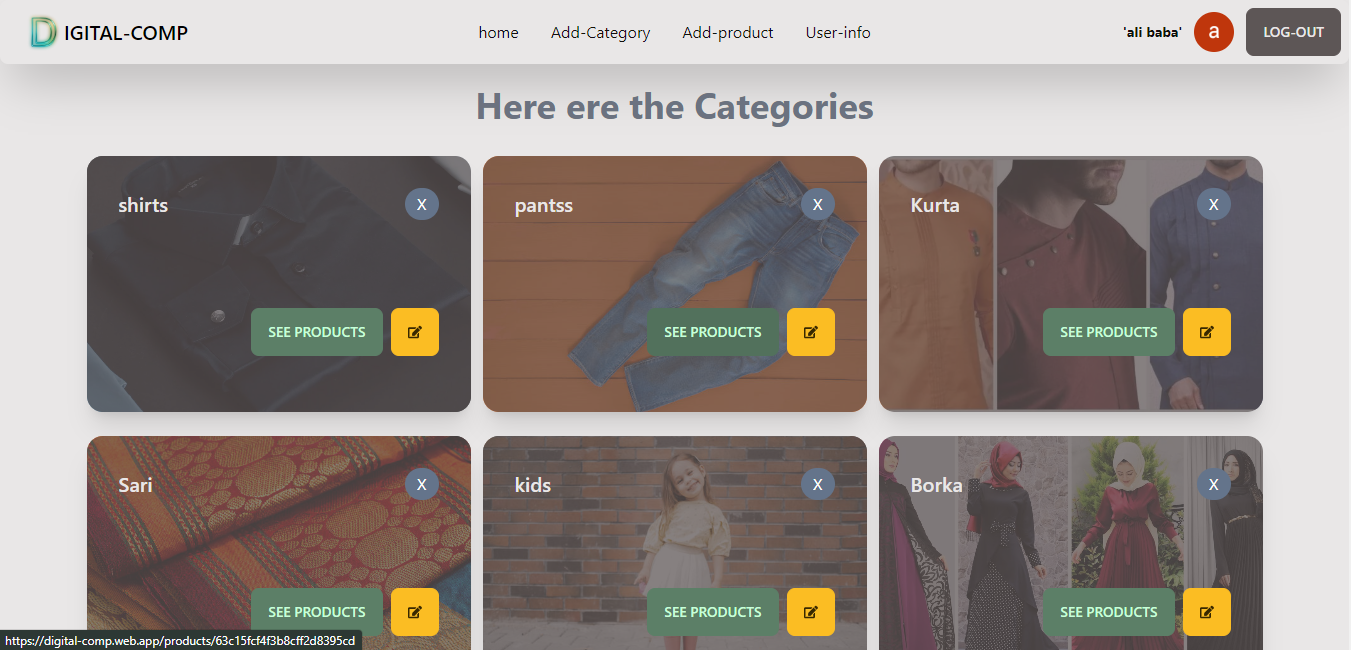 DIGITAL-COMP
home Add-Category Add-product User-info
'ali baba' a LOG-OUT
Here ere the Categories
shirts X
SEE PRODUCTS
pantss X
SEE PRODUCTS
Kurta X
SEE PRODUCTS
Sari X
SEE PRODUCTS
kids X
SEE PRODUCTS
Borka X
SEE PRODUCTS
https://digital-comp.web.app/products/63c15fcf4f3b8cff2d8395cd